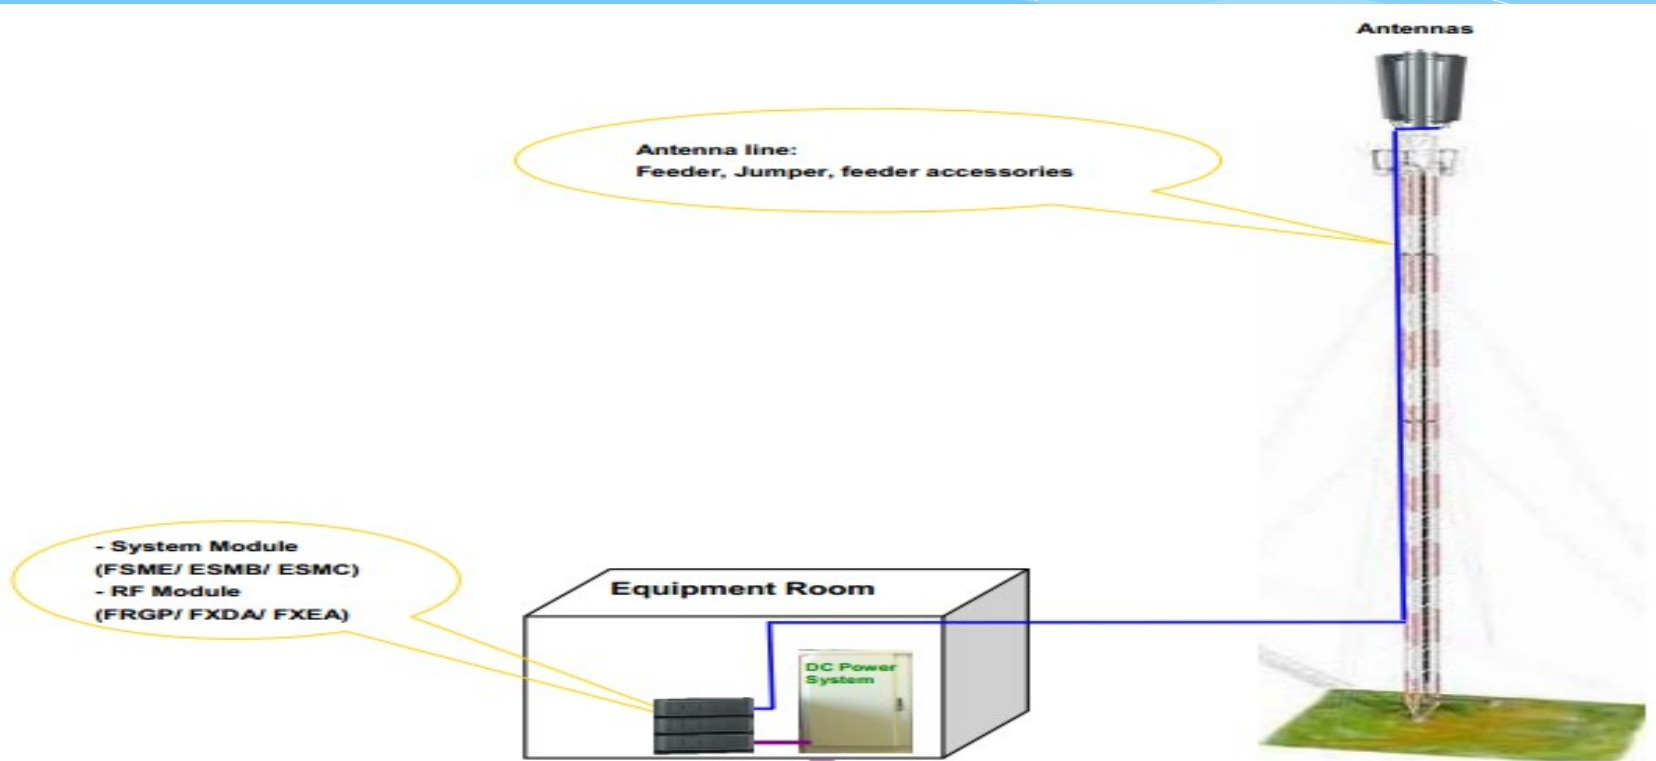 Antennas
Antenna line:
Feeder, Jumper, feeder accessories
- System Module
(FSME/ ESMB/ ESMC)
- RF Module
(FRGP/ FXDA/ FXEA)
Equipment Room
DC Power
System